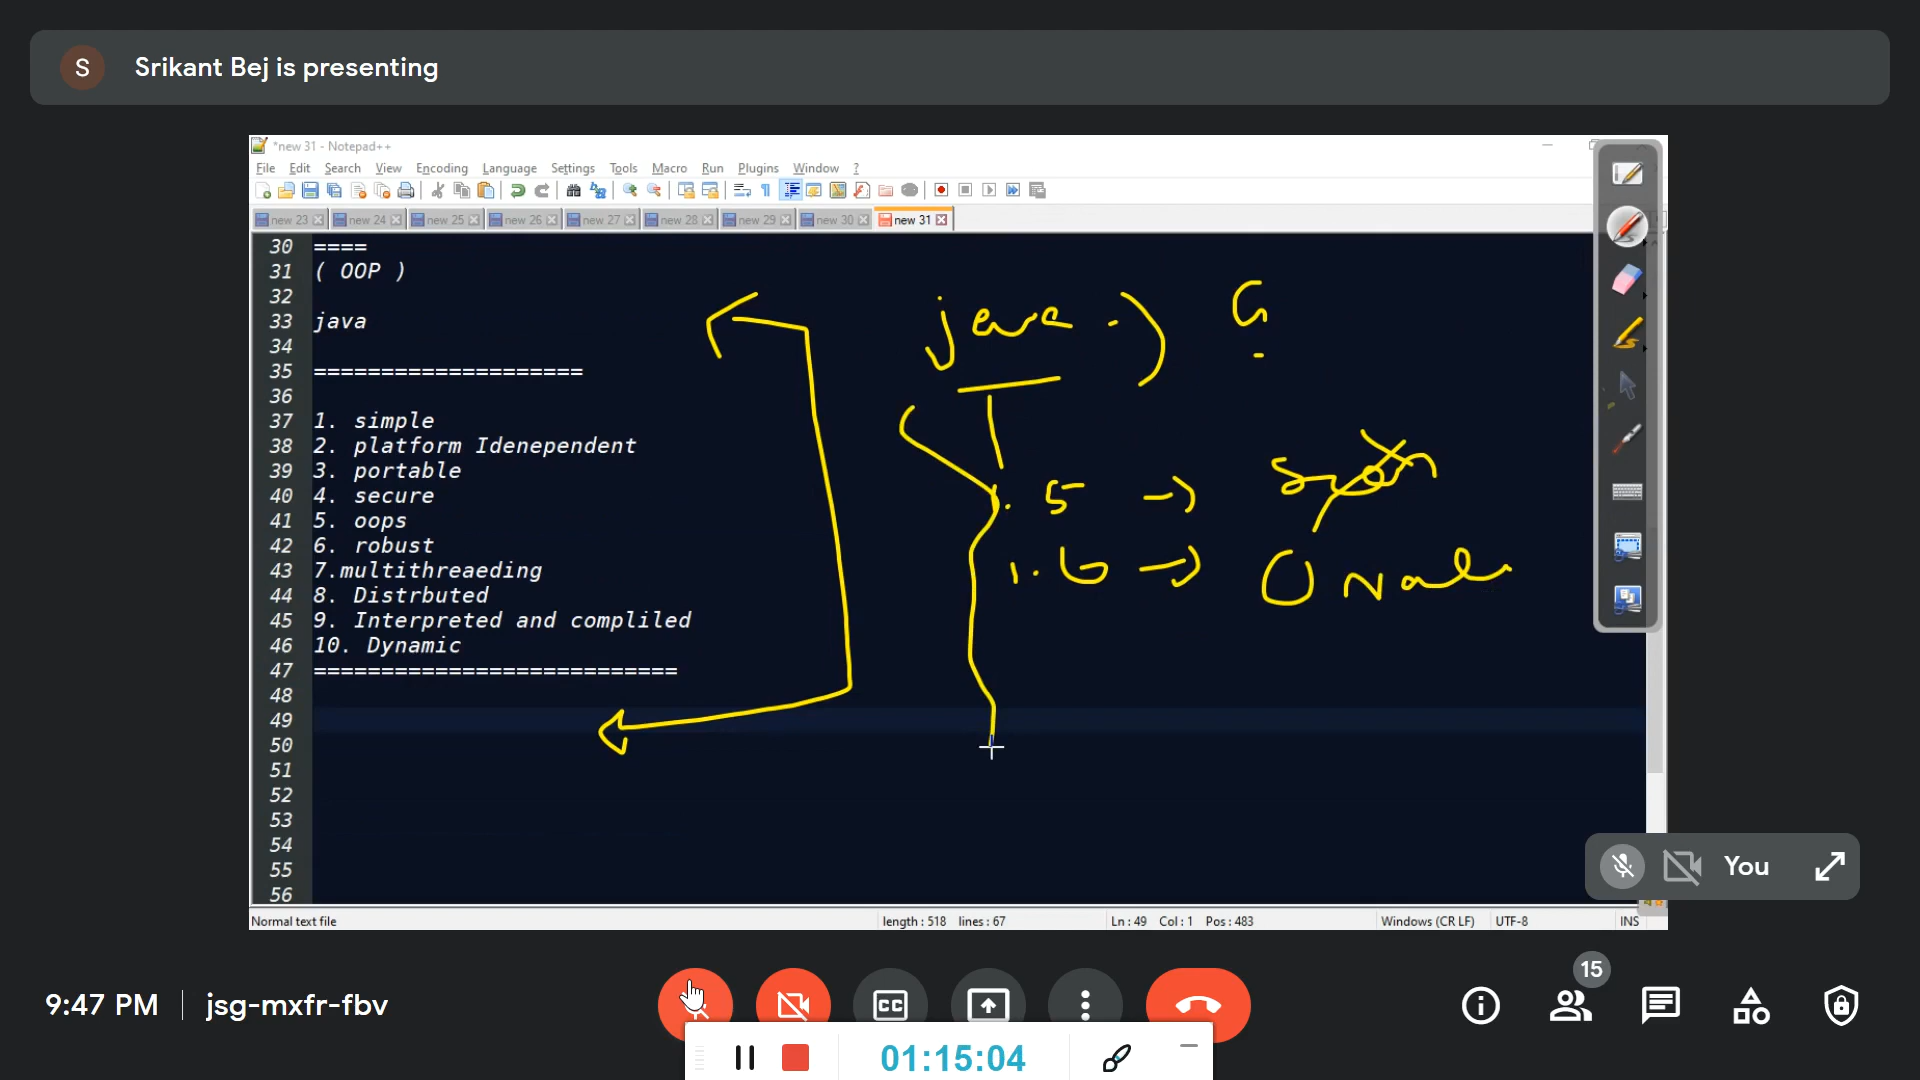 S Srikant Bej is presenting
*new 31 - Notepad++
File Edit Search View Encoding Language Settings Tools Macro Run Plugins Window ?
new 23 new 24 new 25 new 26 new 27 new 28 new 29 new 30 new 31
30 ====
31 ( OOP )
32
33 java
34
35 ====================
36
37 1. simple
38 2. platform Idenependent
39 3. portable
40 4. secure
41 5. oops
42 6. robust
43 7.multithreaeding
44 8. Distrbuted
45 9. Interpreted and compliled
46 10. Dynamic
47 ===========================
48
49
50
51
52
53
54
55
56
java
1.5 →
1.6 →
Normal text file length : 518 lines : 67 Ln : 49 Col : 1 Pos : 483 Windows (CR LF) UTF-8 INS
You
9:47 PM jsg-mxfr-fbv CC 15
01:15:04